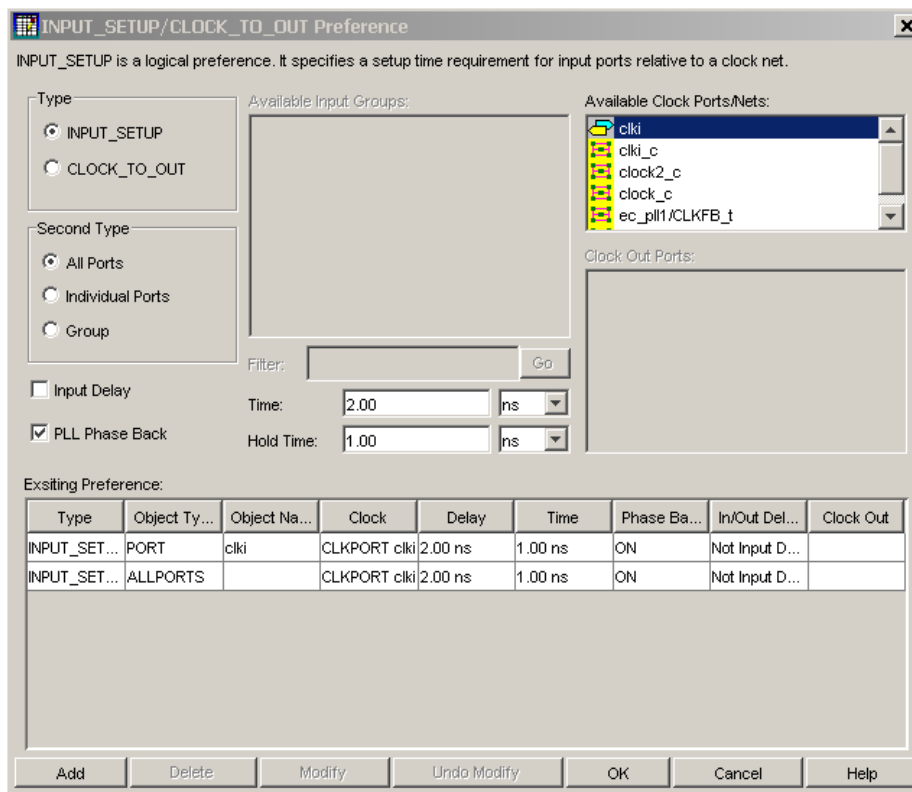 INPUT_SETUP/CLOCK_TO_OUT Preference
INPUT_SETUP is a logical preference. It specifies a setup time requirement for input ports relative to a clock net.
Type
INPUT_SETUP
CLOCK_TO_OUT
Second Type
All Ports
Individual Ports
Group
Input Delay
PLL Phase Back
Available Input Groups:
Filter:
Go
Time:
2.00
ns
Hold Time:
1.00
ns
Available Clock Ports/Nets:
clki
clki_c
clock2_c
clock_c
ec_pll1/CLKFB_t
Clock Out Ports:
Exsiting Preference:
Type Object Ty... Object Na... Clock Delay Time Phase Ba... In/Out Del... Clock Out
INPUT_SET... PORT clki CLKPORT clki 2.00 ns 1.00 ns ON Not Input D...
INPUT_SET... ALLPORTS CLKPORT clki 2.00 ns 1.00 ns ON Not Input D...
Add Delete Modify Undo Modify OK Cancel Help